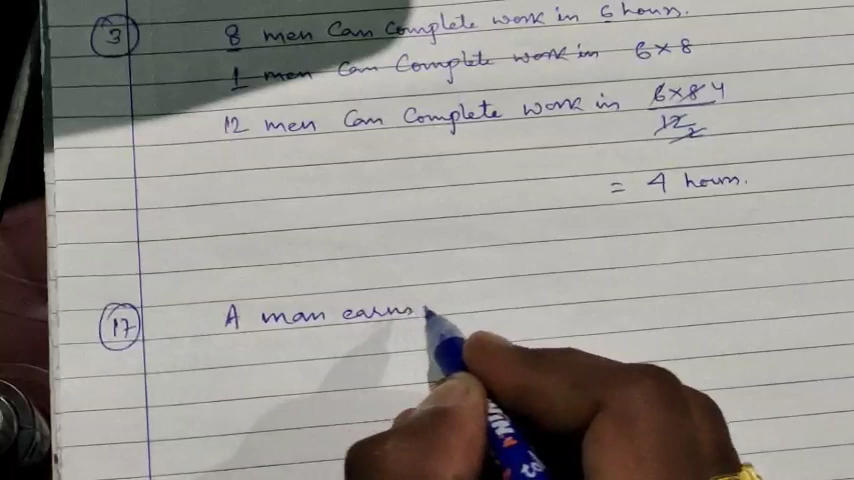 3 8 men can complete work in 6 hours.
1 men can complete work in 6×8
12 men can complete work in 6×8 4
12 2
= 4 hours.
17 A man earns